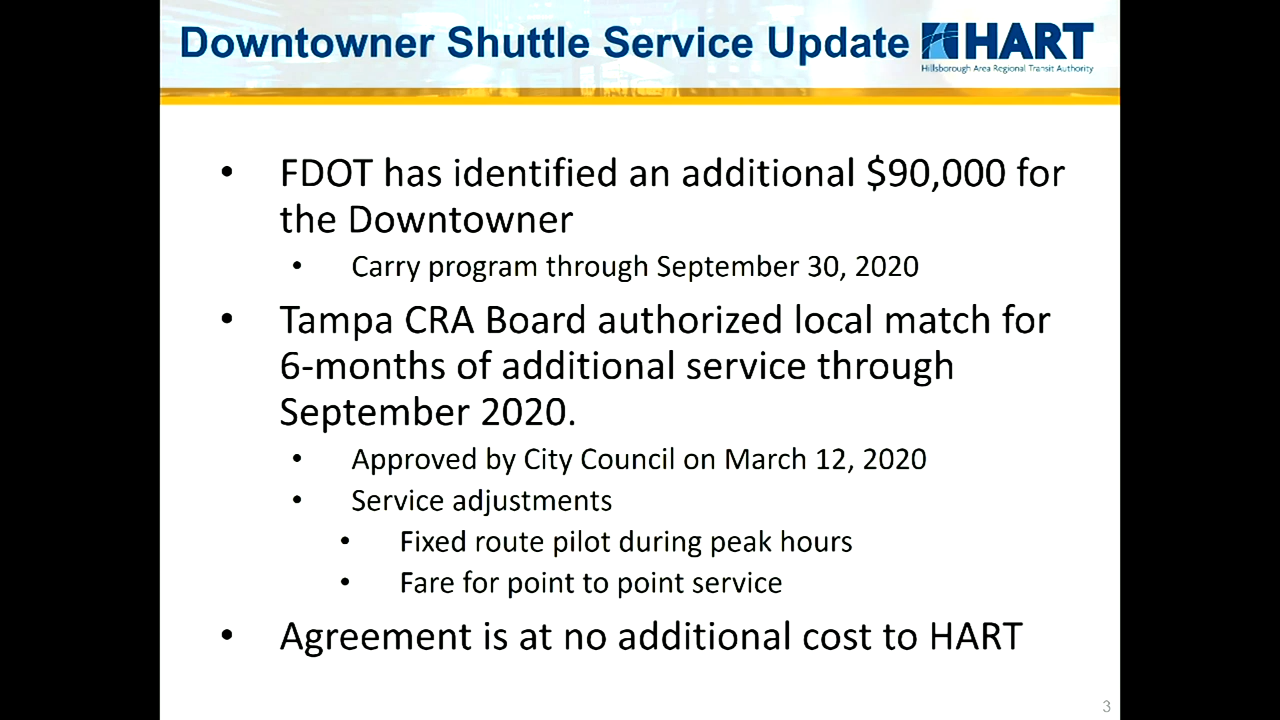 Downtowner Shuttle Service Update
HART
Hillsborough Area Regional Transit Authority
• FDOT has identified an additional $90,000 for
the Downtowner
• Carry program through September 30, 2020
• Tampa CRA Board authorized local match for
6-months of additional service through
September 2020.
• Approved by City Council on March 12, 2020
• Service adjustments
• Fixed route pilot during peak hours
• Fare for point to point service
• Agreement is at no additional cost to HART
3